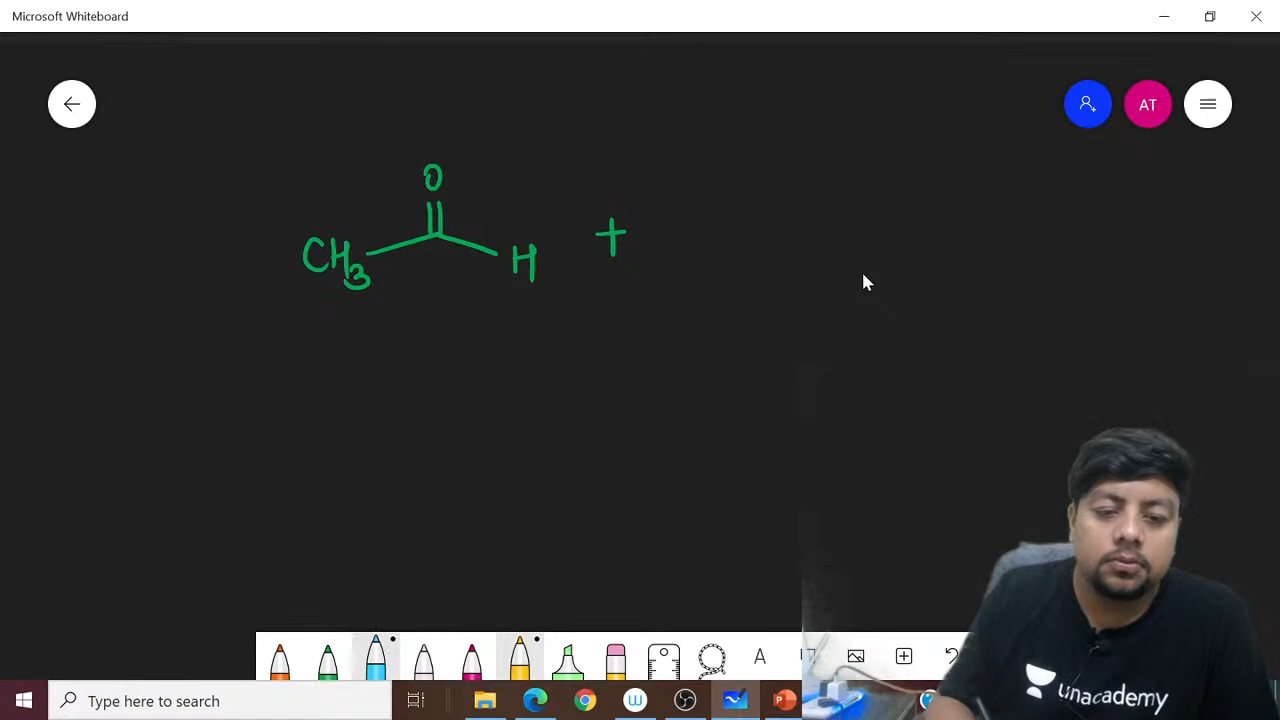 Microsoft Whiteboard
AT
O
CH3
H
+
A
unacademy
Type here to search